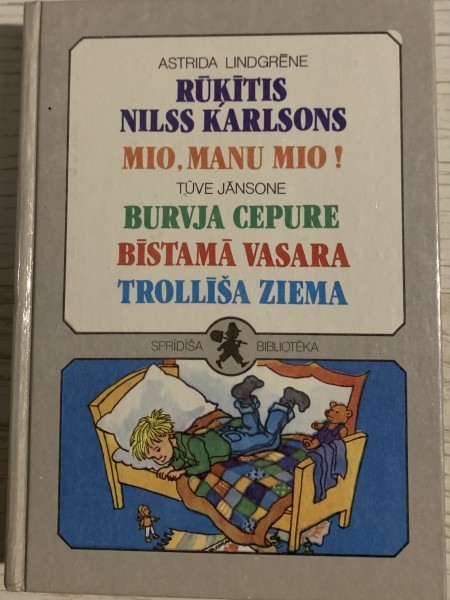 ASTRIDA LINDGRĒNE
RŪĶĪTIS
NILSS KARLSONS
MIO, MANU MIO!
TŪVE JĀNSONE
BURVJA CEPURE
BĪSTAMĀ VASARA
TROLLĪŠA ZIEMA
SPRĪDĪŠA BIBLIOTĒKA